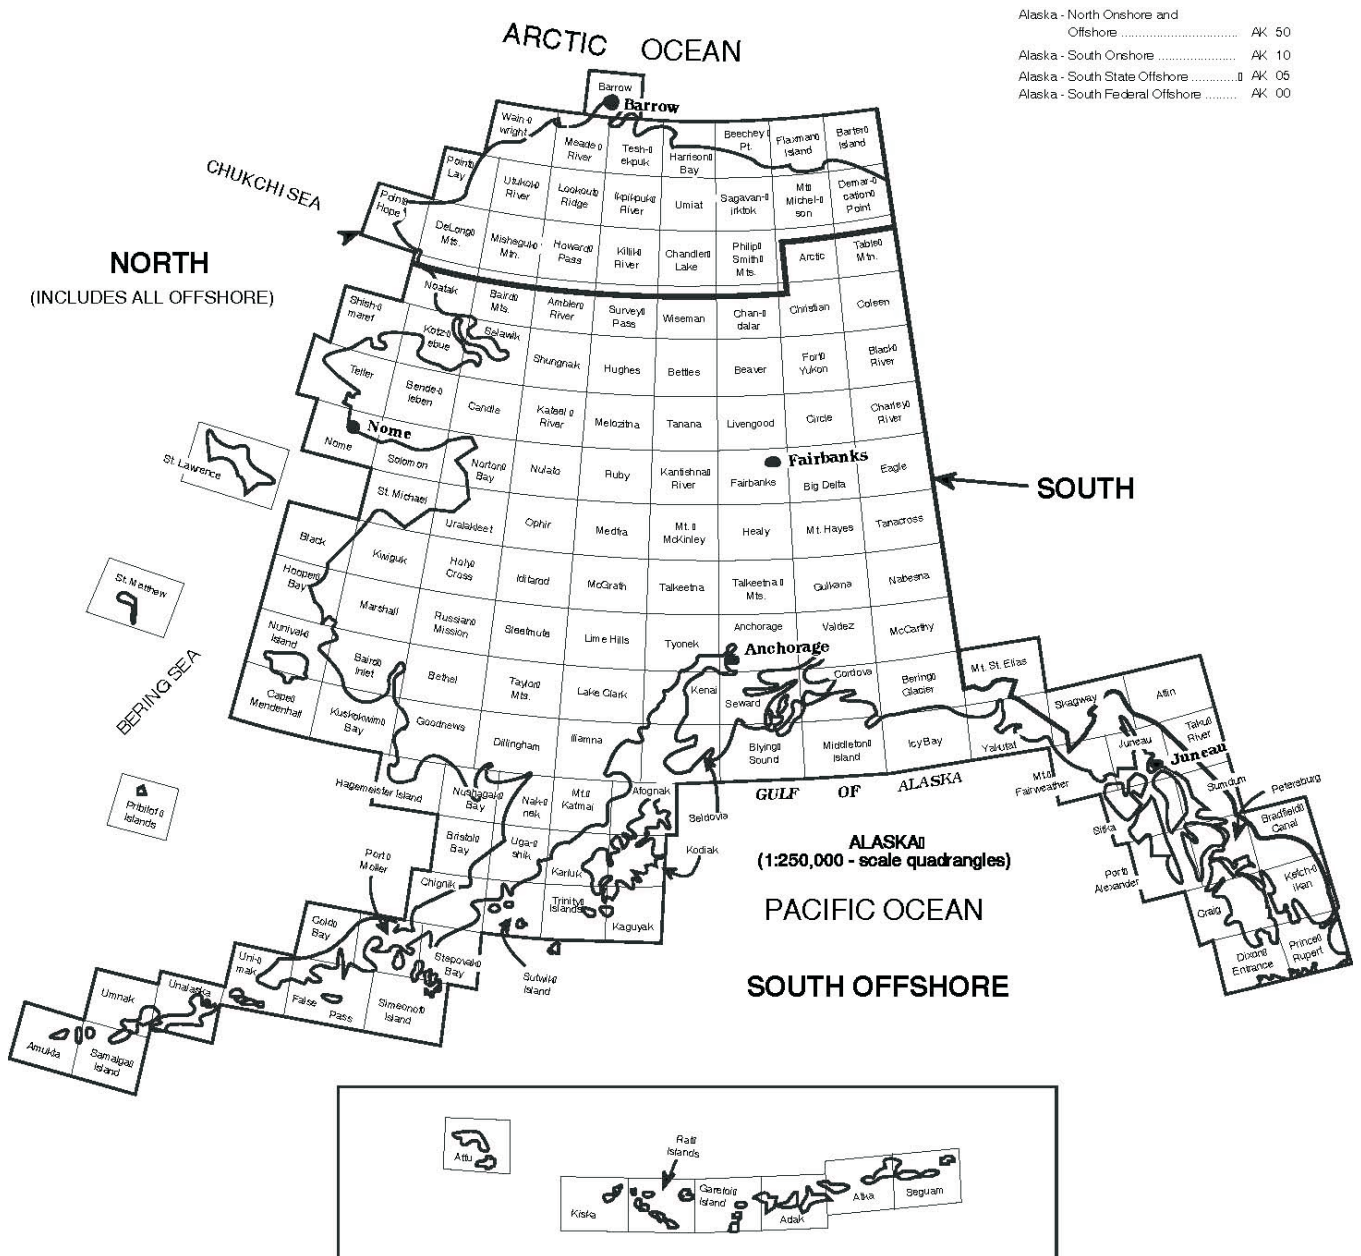 Alaska - North Onshore and
Offshore ................................. AK 50
Alaska - South Onshore ...................... AK 10
Alaska - South State Offshore ............. AK 05
Alaska - South Federal Offshore ......... AK 00
ARCTIC OCEAN
Barrow
Barrow
Wain-
wright
Meade
River
Tesh-
ekpuk
Harrison
Bay
Beechey
Pt.
Flaxman
Island
Barter
Island
CHUKCHI SEA
Point
Lay
Utukok
River
Lookout
Ridge
Ikpikpuk
River
Umiat
Sagavan-
irktok
Mt.
Michel-
son
Demar-
cation
Point
Point
Hope
DeLong
Mts.
Misheguk
Mtn.
Howard
Pass
Killik
River
Chandler
Lake
Philip
Smith
Mts.
Arctic
Table
Mtn.
NORTH
(INCLUDES ALL OFFSHORE)
Noatak
Baird
Mts.
Ambler
River
Survey
Pass
Wiseman
Chan-
dalar
Christian
Coleen
Shish-
maref
Kotz-
ebue
Selawik
Shungnak
Hughes
Bettles
Beaver
Fort
Yukon
Black
River
Teller
Bende-
leben
Candle
Kateel
River
Melozitna
Tanana
Livengood
Circle
Charley
River
Nome
Nome
Solomon
Norton
Bay
Nulato
Ruby
Kantishna
River
Fairbanks
Fairbanks
Big Delta
Eagle
SOUTH
St. Lawrence
St. Michael
Unalakleet
Ophir
Medfra
Mt.
McKinley
Healy
Mt. Hayes
Tanacross
Black
Kwiguk
Holy
Cross
Iditarod
McGrath
Talkeetna
Talkeetna
Mts.
Gulkana
Nabesna
St. Matthew
Hooper
Bay
Marshall
Russian
Mission
Sleetmute
Lime Hills
Tyonek
Anchorage
Anchorage
Valdez
McCarthy
BERING SEA
Nunivak
Island
Baird
Inlet
Bethel
Taylor
Mts.
Lake Clark
Kenai
Seward
Cordova
Bering
Glacier
Mt. St. Elias
Cape
Mendenhall
Kuskokwim
Bay
Goodnews
Dillingham
Iliamna
Seldovia
Blying
Sound
Middleton
Island
Icy Bay
Yakutat
Skagway
Atlin
Mt.
Fairweather
Juneau
Juneau
Taku
River
Pribilof
Islands
Hagemeister Island
Nushagak
Bay
Nak-
nek
Mt.
Katmai
Afognak
GULF OF ALASKA
Sitka
Sumdum
Petersburg
Bradfield
Canal
Bristol
Bay
Uga-
shik
Karluk
Kodiak
ALASKA
(1:250,000 - scale quadrangles)
Port
Alexander
Ketch-
ikan
Port
Moller
Chignik
Trinity
Islands
Kaguyak
PACIFIC OCEAN
Craig
Dixon
Entrance
Prince
Rupert
Cold
Bay
Stepovak
Bay
Sutwik
Island
SOUTH OFFSHORE
Uni-
mak
False
Pass
Simeonof
Island
Umnak
Unalaska
Amukta
Samalga
Island
Attu
Rat
Islands
Kiska
Gareloi
Island
Adak
Atka
Seguam